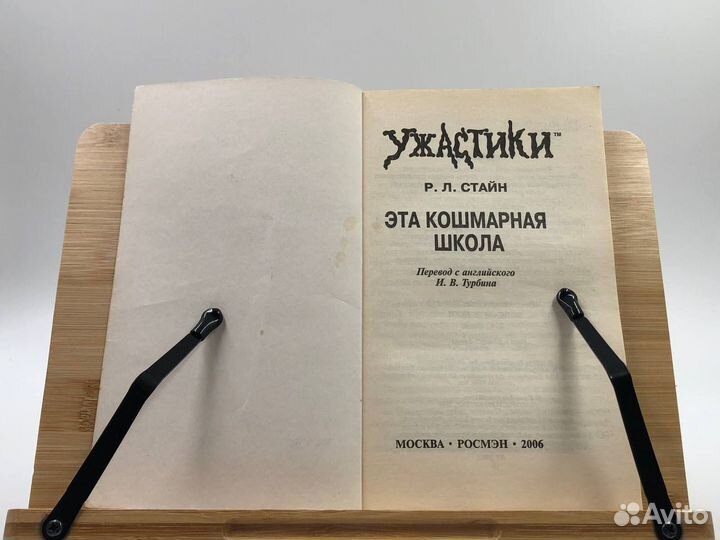 УЖАСТИКИ™
Р. Л. СТАЙН
ЭТА КОШМАРНАЯ
ШКОЛА
Перевод с английского
И. В. Турбина
МОСКВА · РОСМЭН · 2006
Avito